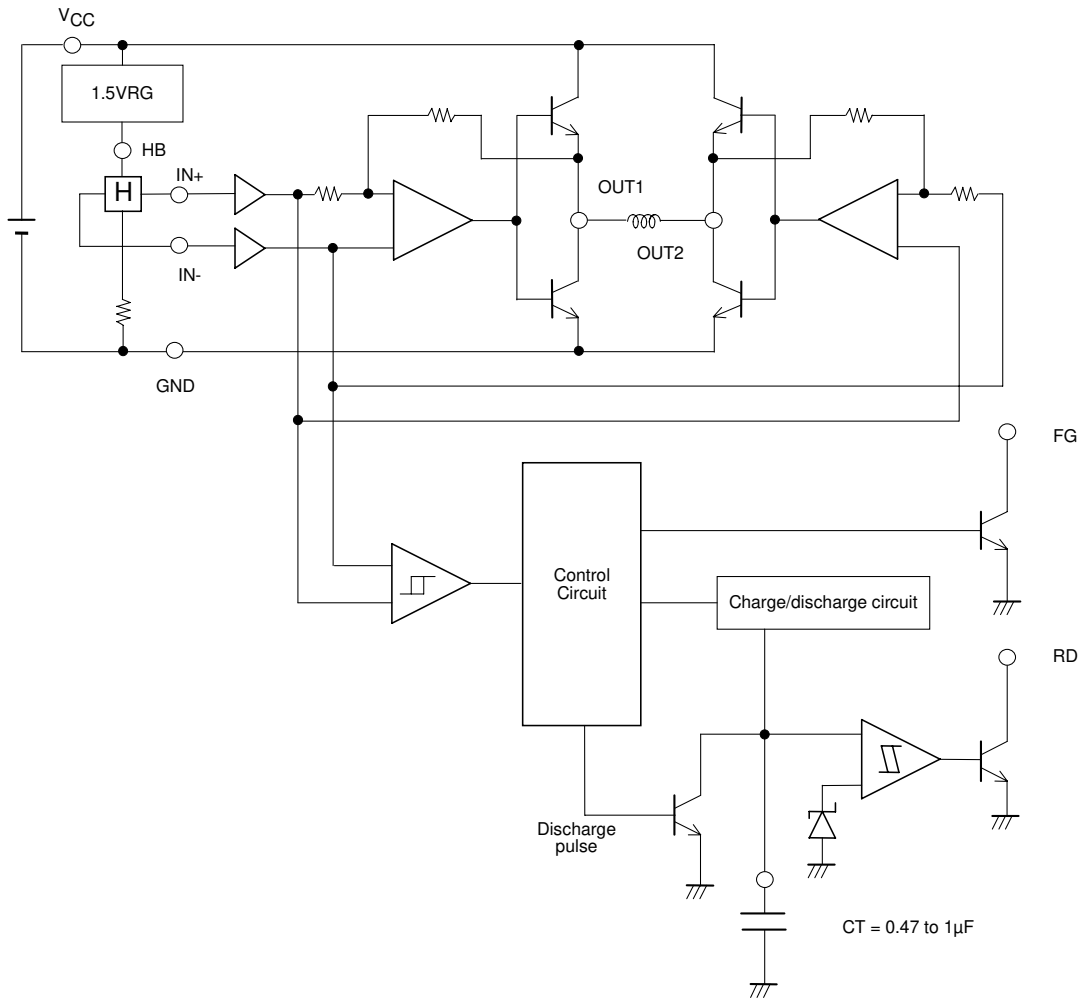 VCC
1.5VRG
HB
IN+
H
IN-
OUT1
OUT2
GND
FG
Control
Circuit
Charge/discharge circuit
RD
Discharge
pulse
CT = 0.47 to 1µF